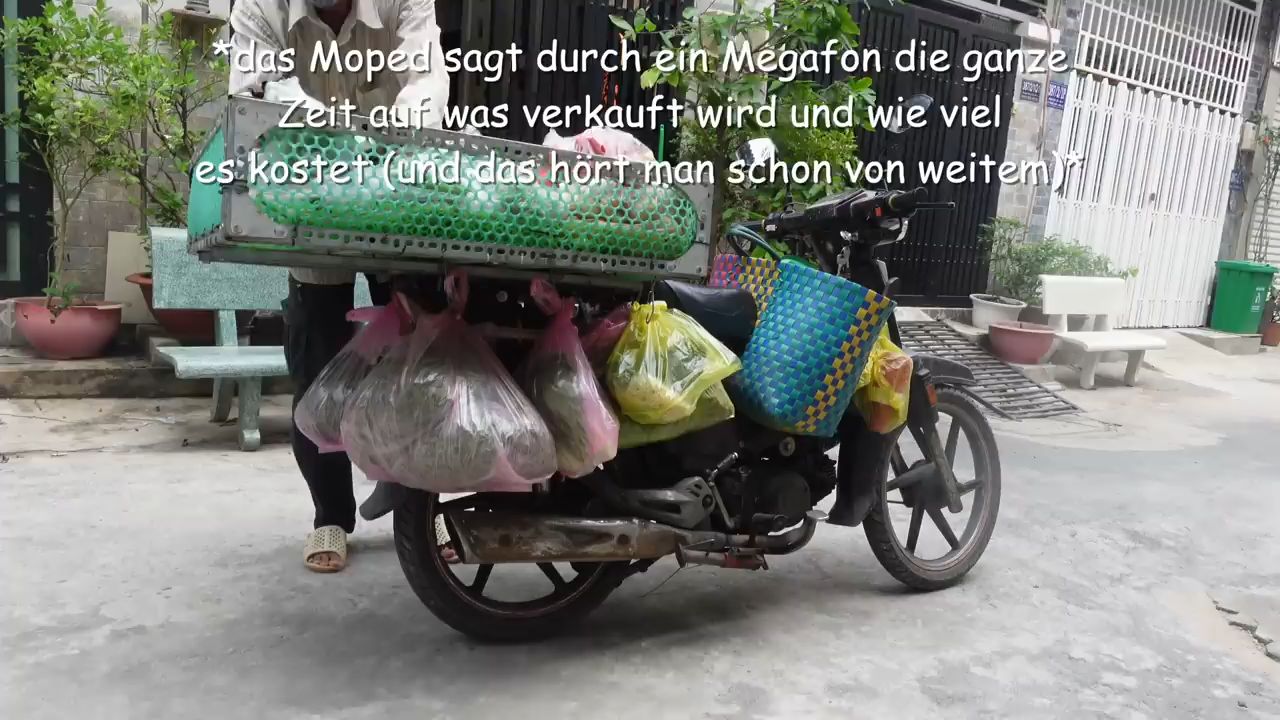 *das Moped sagt durch ein Megafon die ganze
Zeit auf was verkauft wird und wie viel
es kostet (und das hört man schon von weitem)*